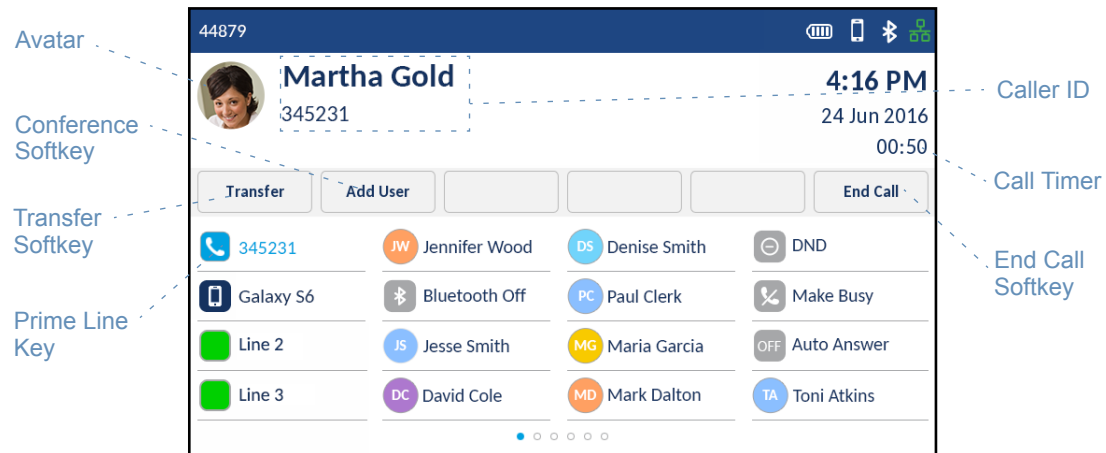 44879
Avatar
Martha Gold
4:16 PM
Caller ID
345231
24 Jun 2016
Conference
Softkey
00:50
Call Timer
Transfer
Add User
End Call
Transfer
Softkey
345231
JW Jennifer Wood
DS Denise Smith
DND
End Call
Softkey
Galaxy S6
Bluetooth Off
PC Paul Clerk
Make Busy
Prime Line
Key
Line 2
JS Jesse Smith
MG Maria Garcia
OFF Auto Answer
Line 3
DC David Cole
MD Mark Dalton
TA Toni Atkins